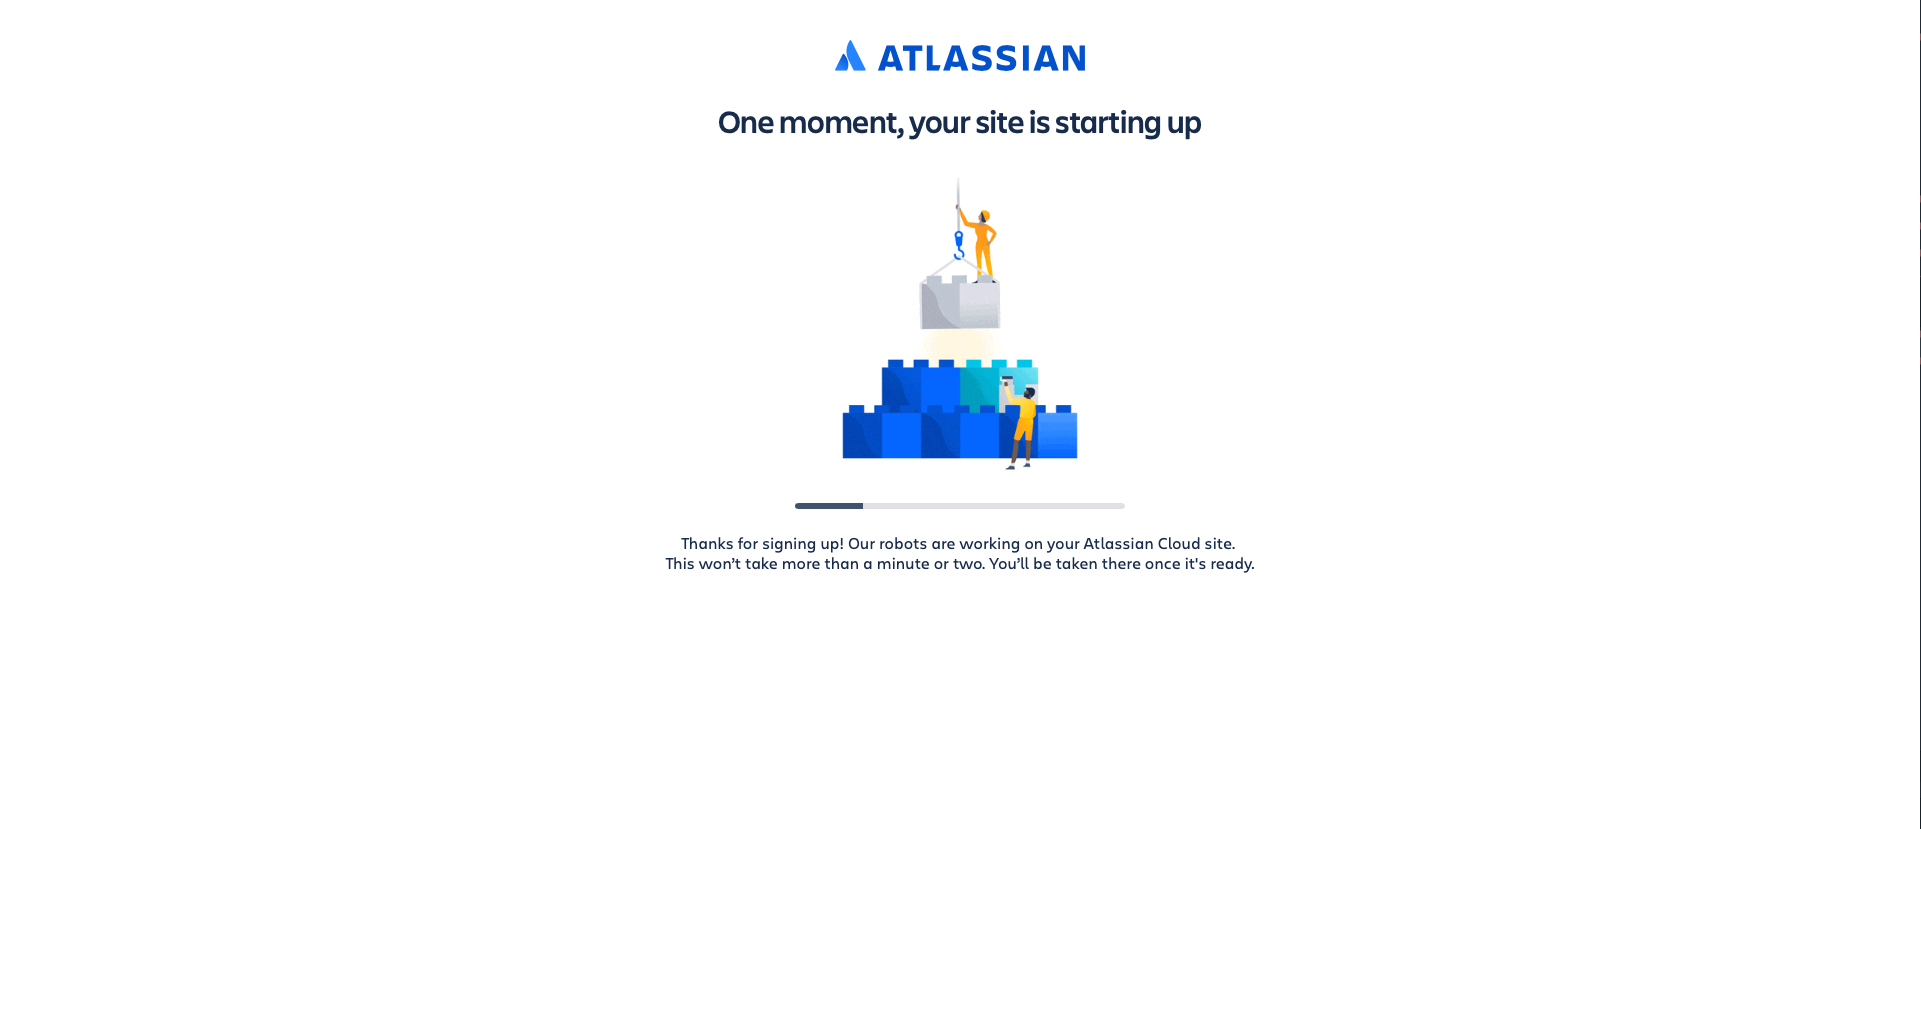 ATLASSIAN
One moment, your site is starting up
Thanks for signing up! Our robots are working on your Atlassian Cloud site.
This won’t take more than a minute or two. You’ll be taken there once it's ready.